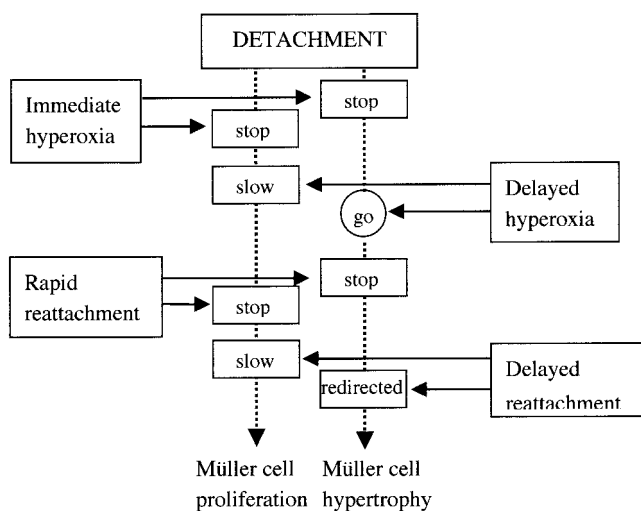 DETACHMENT
Immediate
hyperoxia
stop
stop
slow
Delayed
hyperoxia
go
Rapid
reattachment
stop
stop
slow
Delayed
reattachment
redirected
Müller cell
proliferation
Müller cell
hypertrophy